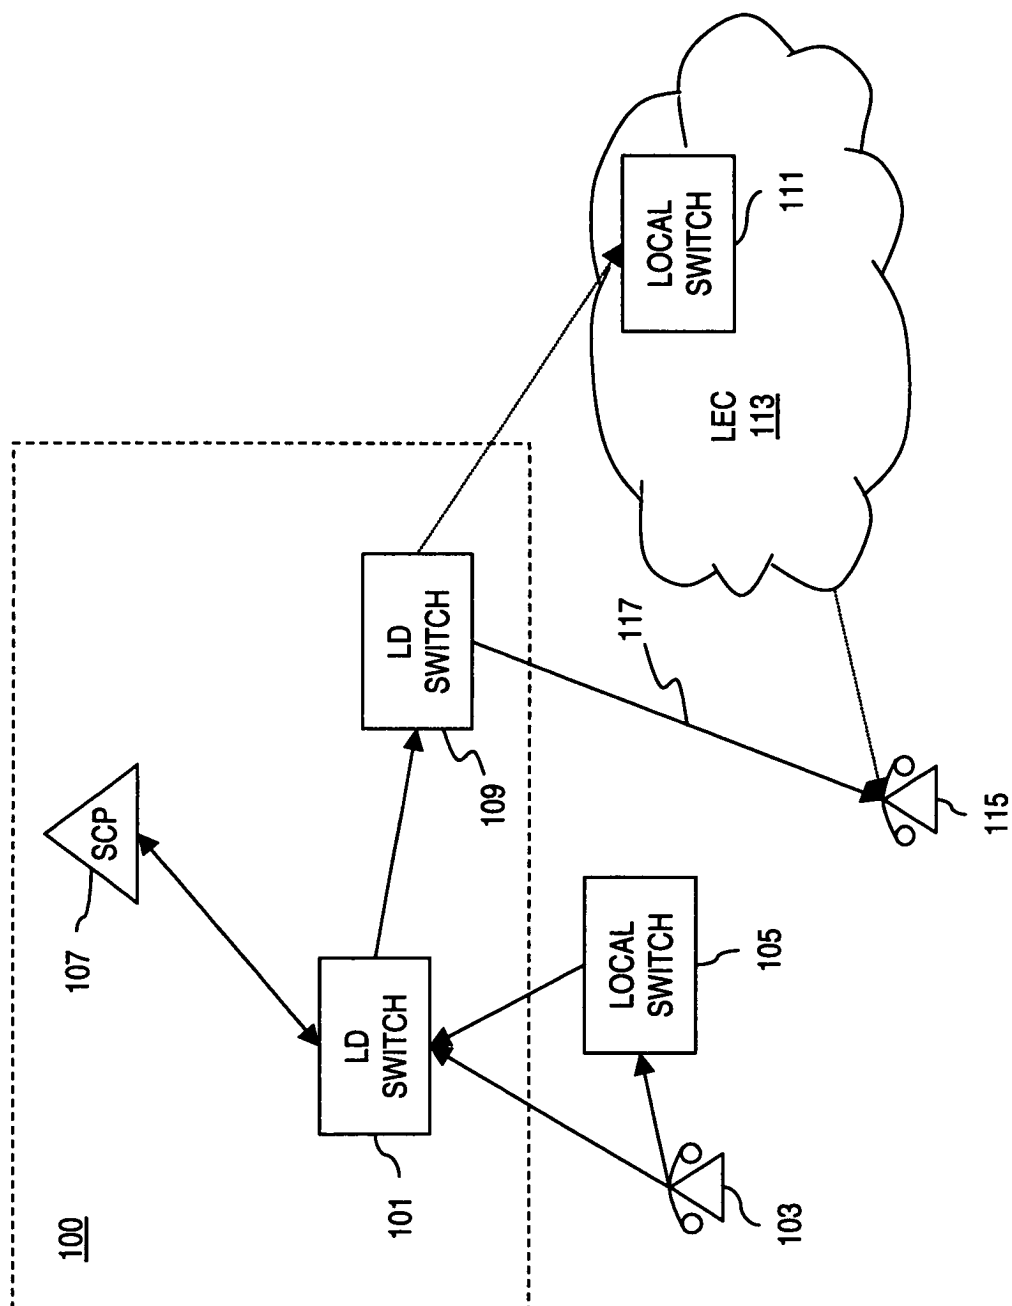 100
107
SCP
LD
SWITCH
101
LD
SWITCH
109
103
LOCAL
SWITCH
105
117
115
LEC
113
LOCAL
SWITCH
111